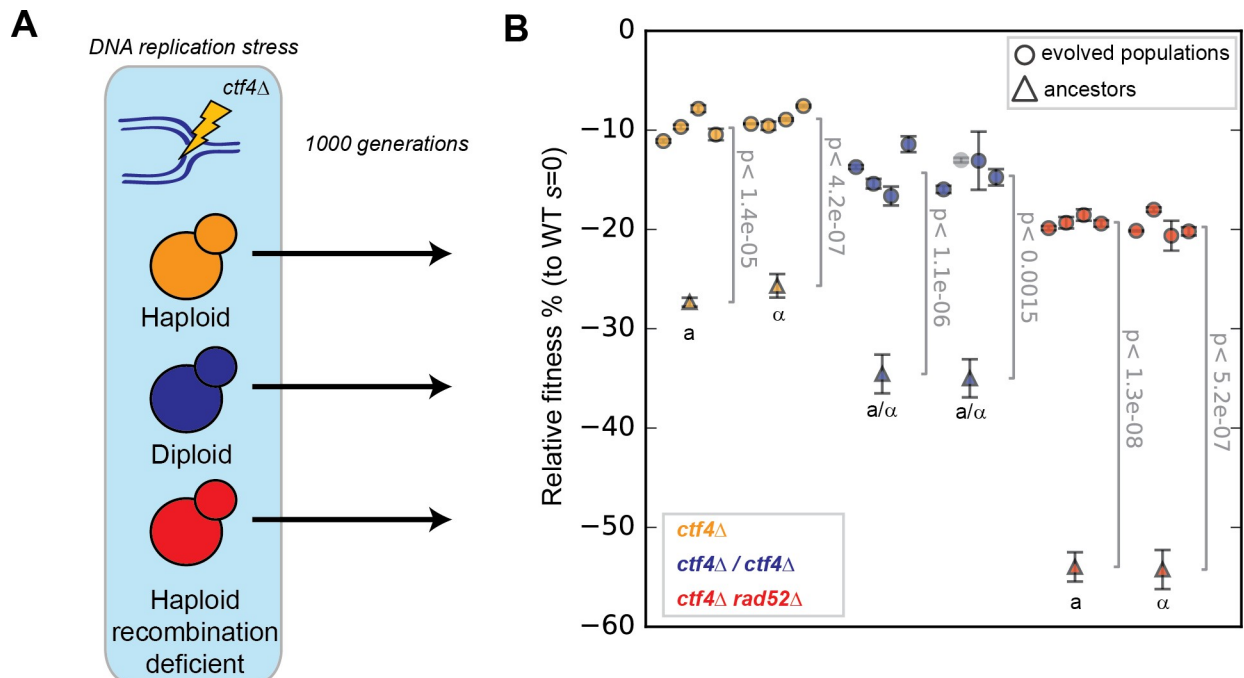 A
DNA replication stress
ctf4Δ
1000 generations
Haploid
Diploid
Haploid
recombination
deficient
B
Relative fitness % (to WT s=0)
0
−10
−20
−30
−40
−50
−60
evolved populations
ancestors
p< 1.4e-05
p< 4.2e-07
p< 1.1e-06
p< 0.0015
p< 1.3e-08
p< 5.2e-07
a
α
a/α
a/α
a
α
ctf4Δ
ctf4Δ / ctf4Δ
ctf4Δ rad52Δ